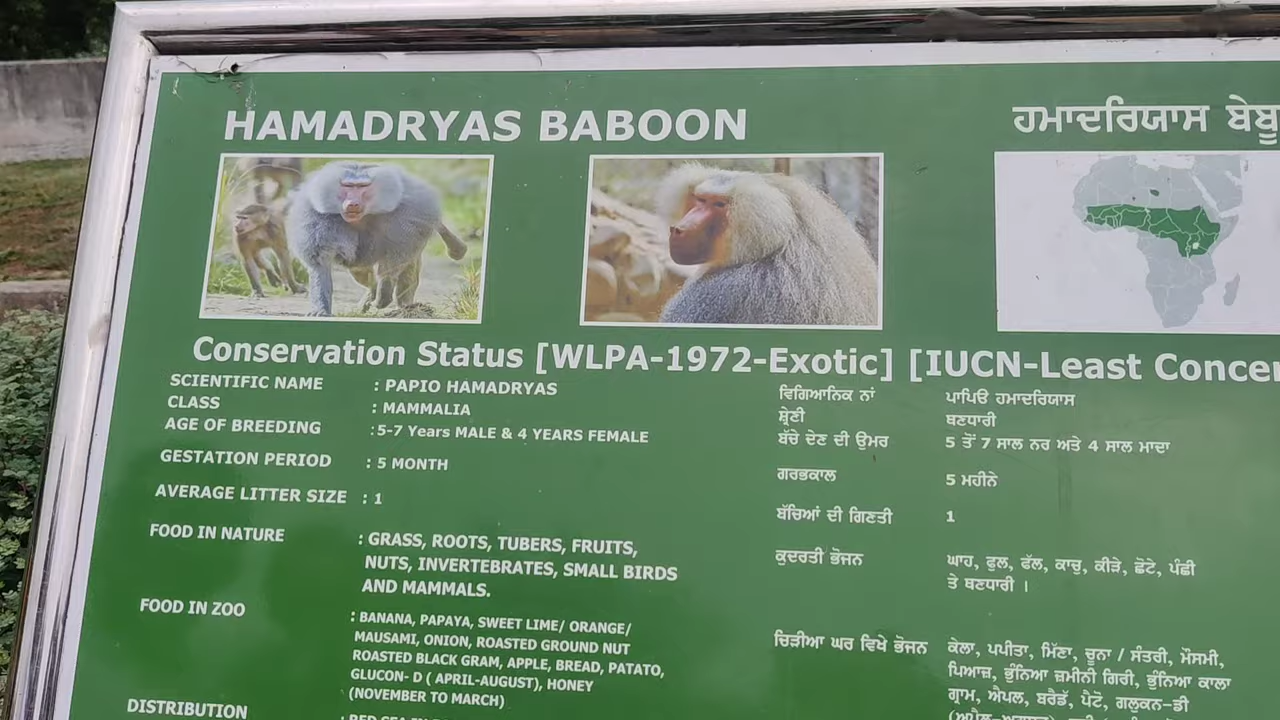 HAMADRYAS BABOON
ਹਮਾਦਰਿਯਾਸ
Conservation Status [WLPA-1972-Exotic] [IUCN-Least
SCIENTIFIC NAME : PAPIO HAMADRYAS
CLASS : MAMMALIA
AGE OF BREEDING : 5-7 Years MALE & 4 YEARS FEMALE
GESTATION PERIOD : 5 MONTH
AVERAGE LITTER SIZE : 1
FOOD IN NATURE : GRASS, ROOTS, TUBERS, FRUITS,
NUTS, INVERTEBRATES, SMALL BIRDS
AND MAMMALS.
FOOD IN ZOO : BANANA, PAPAYA, SWEET LIME/ ORANGE/
MAUSAMI, ONION, ROASTED GROUND NUT
ROASTED BLACK GRAM, APPLE, BREAD, PATATO,
GLUCON- D ( APRIL-AUGUST), HONEY
(NOVEMBER TO MARCH)
DISTRIBUTION
ਵਿਗਿਆਨਿਕ ਨਾਂ ਪਾਪਿਓ ਹਮਾਦਰਿਯਾਸ
ਸ਼੍ਰੇਣੀ ਥਣਧਾਰੀ
ਬੱਚੇ ਦੇਣ ਦੀ ਉਮਰ 5 ਤੋਂ 7 ਸਾਲ ਨਰ ਅਤੇ 4 ਸਾਲ ਮਾਦਾ
ਗਰਭਕਾਲ 5 ਮਹੀਨੇ
ਬੱਚਿਆਂ ਦੀ ਗਿਣਤੀ 1
ਕੁਦਰਤੀ ਭੋਜਨ ਘਾਹ, ਫੁਲ, ਫੱਲ, ਕਾਚੁ, ਕੀੜੇ, ਛੋਟੇ, ਪੰਛੀ
ਤੇ ਥਣਧਾਰੀ ।
ਚਿੜੀਆ ਘਰ ਵਿਖੇ ਭੋਜਨ ਕੇਲਾ, ਪਪੀਤਾ, ਮਿੱਠਾ, ਚੂਨਾ / ਸੰਤਰੀ, ਮੌਸਮੀ,
ਪਿਆਜ਼, ਭੁੰਨਿਆ ਜ਼ਮੀਨੀ ਗਿਰੀ, ਭੁੰਨਿਆ ਕਾਲਾ
ਗ੍ਰਾਮ, ਐਪਲ, ਬਰੈਡੱ, ਪੈਟੋ, ਗਲੁਕਨ-ਡੀ